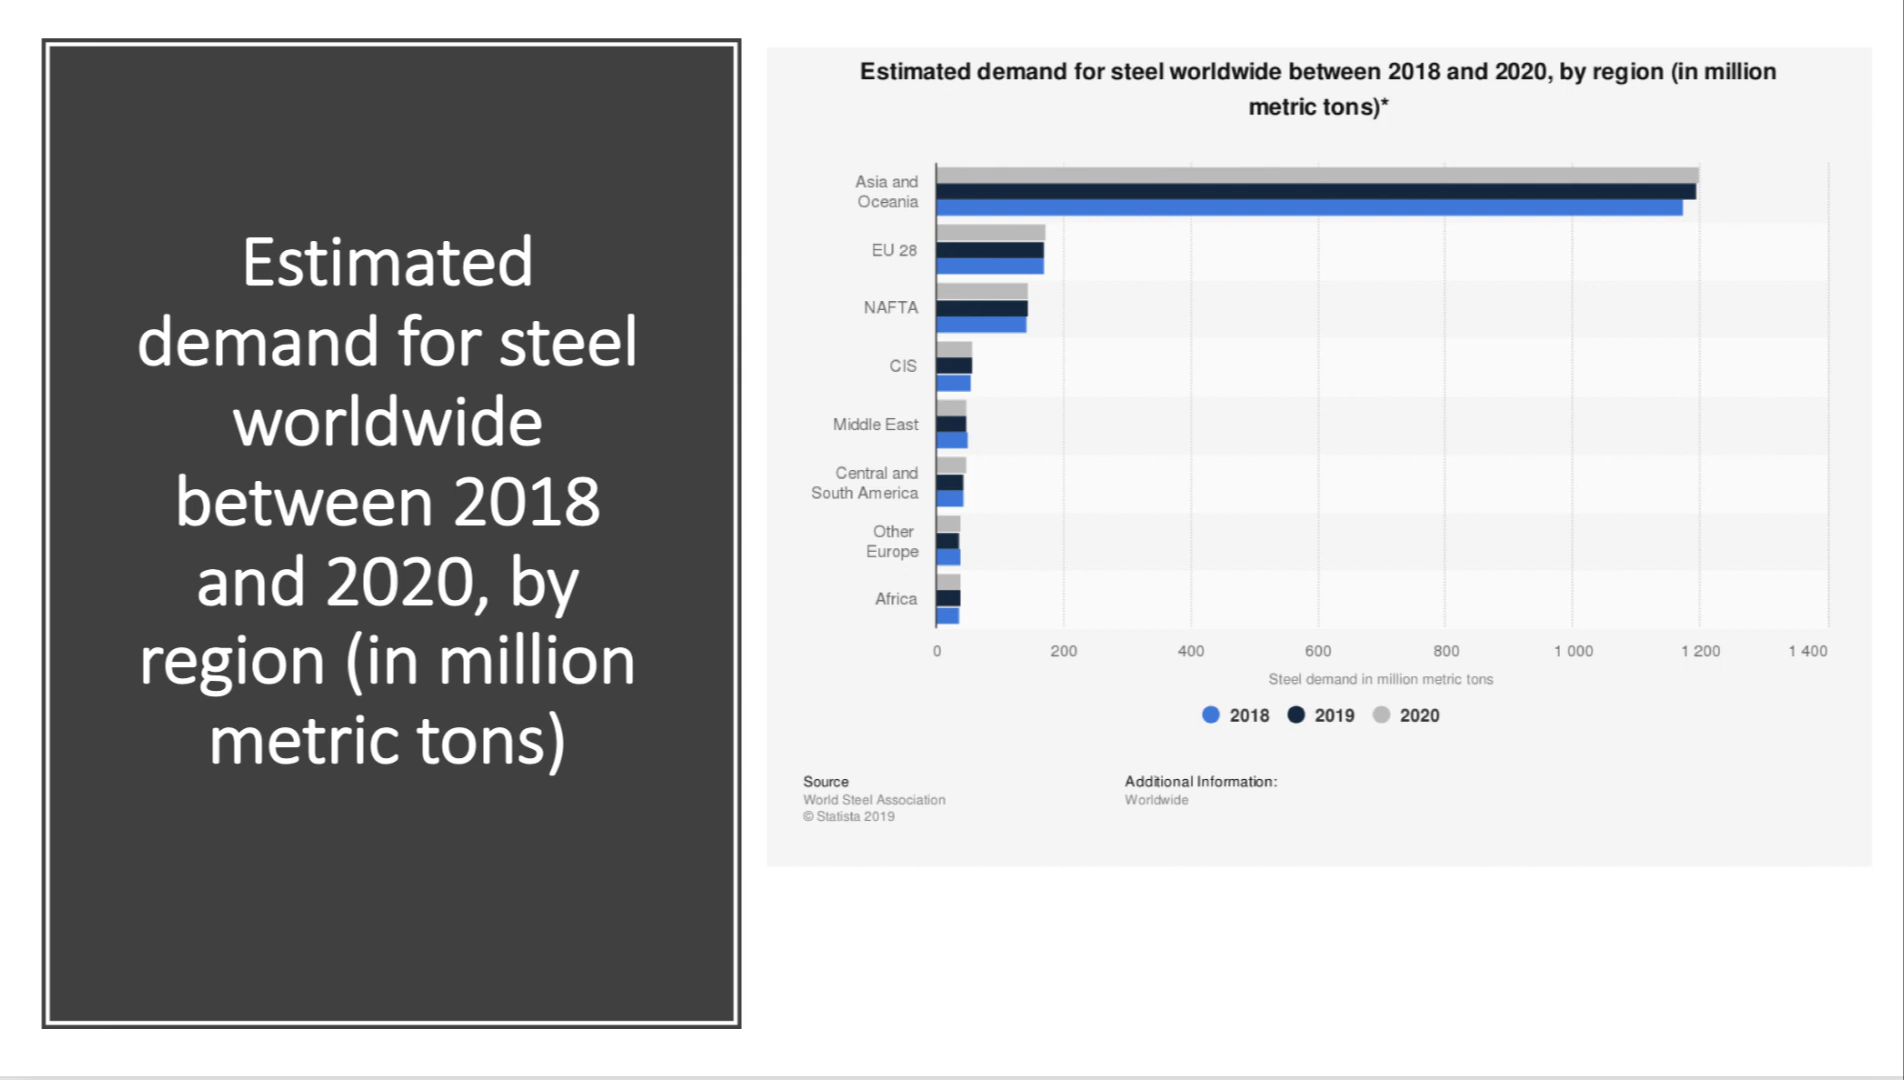 Estimated
demand for steel
worldwide
between 2018
and 2020, by
region (in million
metric tons)
Estimated demand for steel worldwide between 2018 and 2020, by region (in million
metric tons)*
Asia and
Oceania
EU 28
NAFTA
CIS
Middle East
Central and
South America
Other
Europe
Africa
0 200 400 600 800 1 000 1 200 1 400
Steel demand in million metric tons
2018 2019 2020
Source
World Steel Association
© Statista 2019
Additional Information:
Worldwide